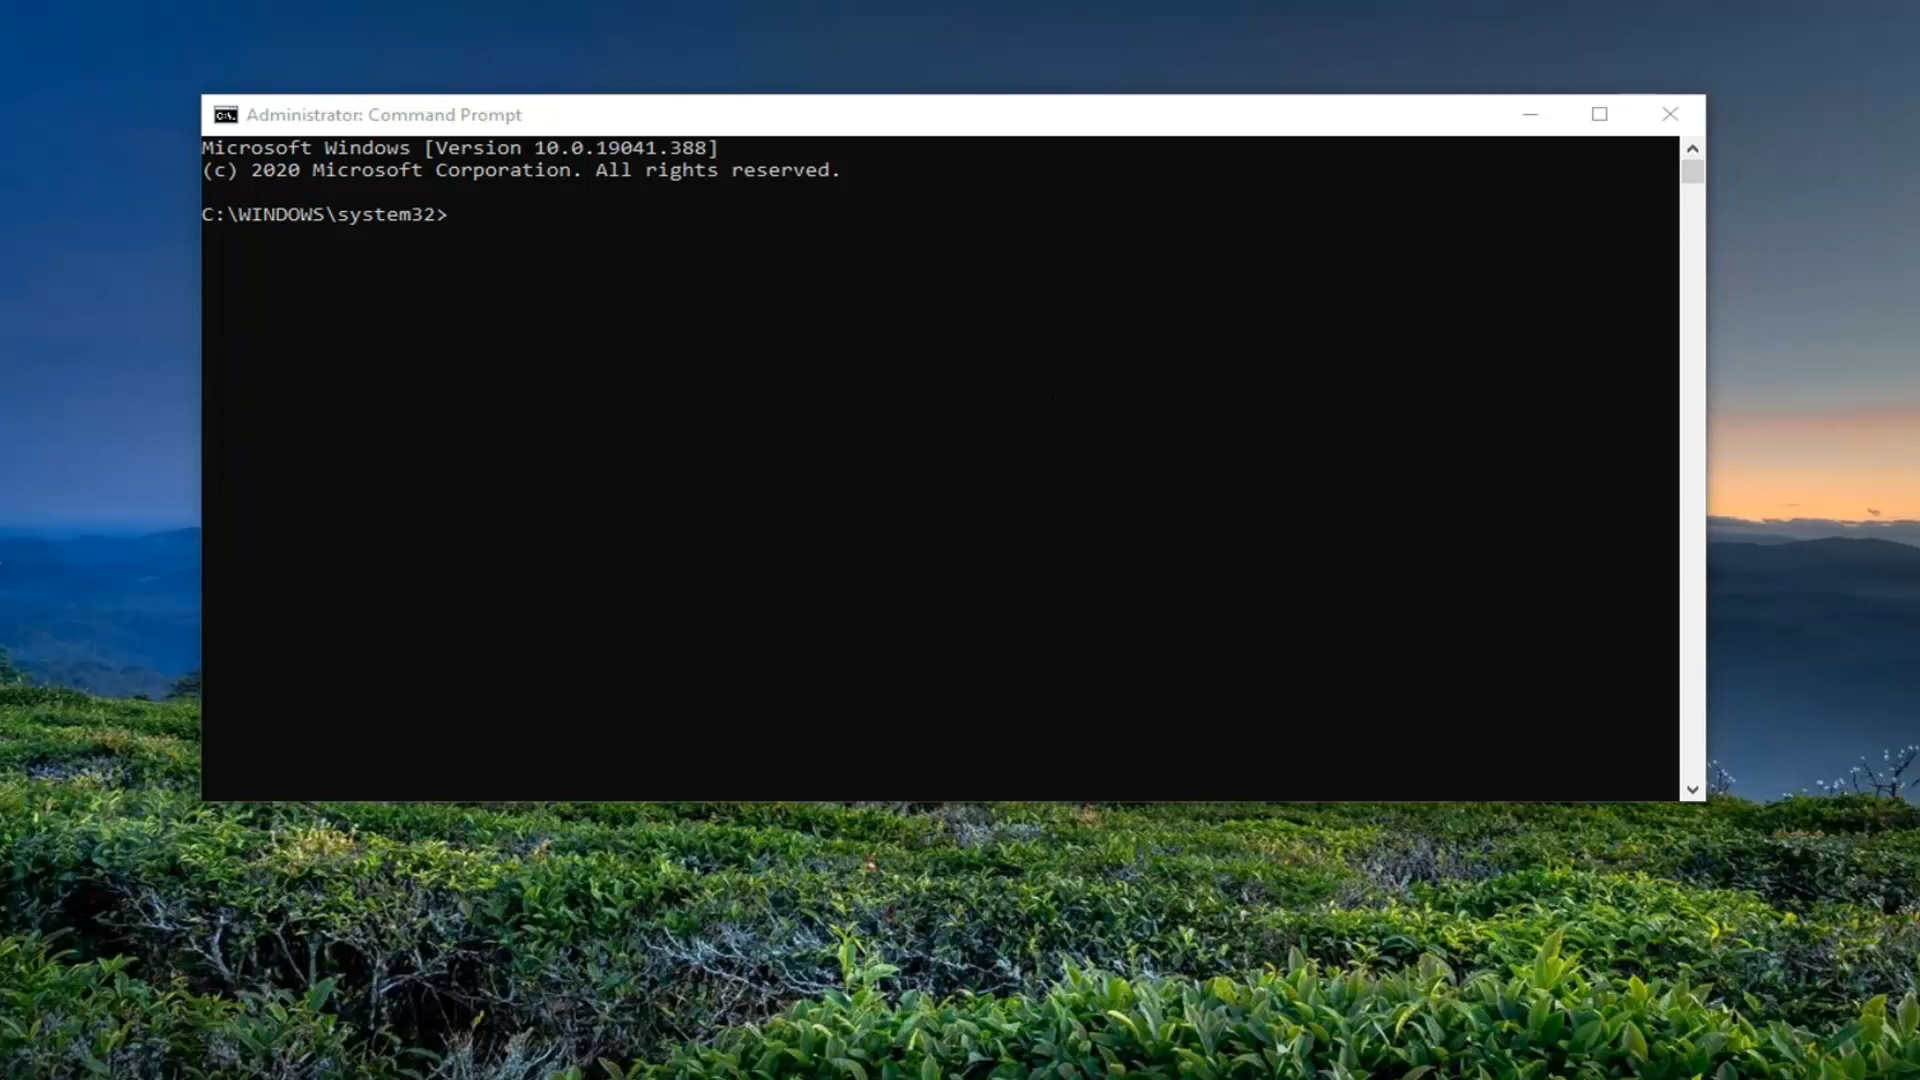 Administrator: Command Prompt
Microsoft Windows [Version 10.0.19041.388]
(c) 2020 Microsoft Corporation. All rights reserved.
C:\WINDOWS\system32>